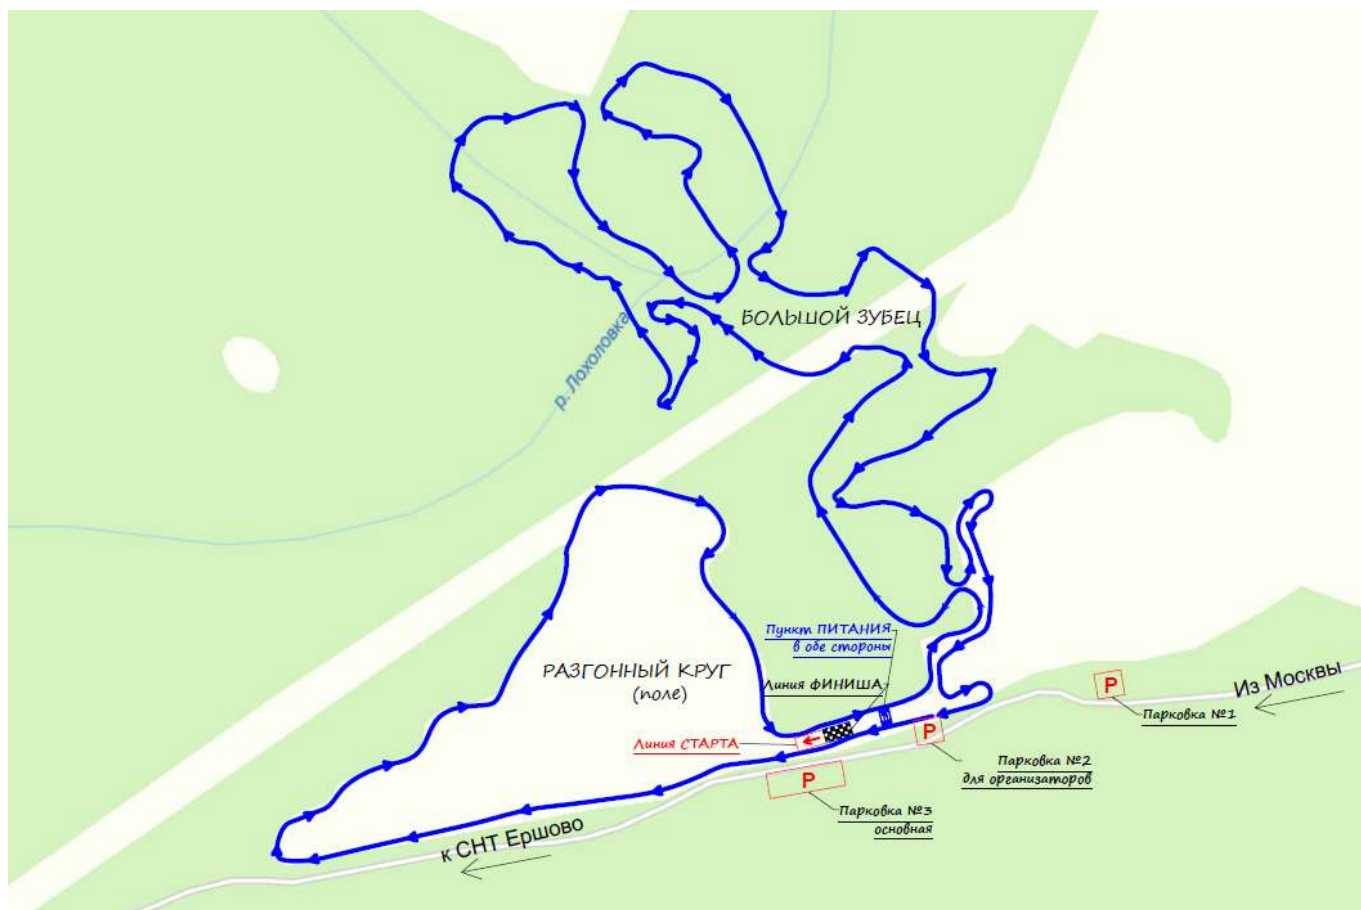 БОЛЬШОЙ ЗУБЕЦ
р. Лохоловка
Пункт ПИТАНИЯ
в обе стороны
РАЗГОННЫЙ КРУГ
(поле)
Линия ФИНИША
Из Москвы
P
Парковка №1
Линия СТАРТА
P
Парковка №2
для организаторов
P
Парковка №3
основная
к СНТ Ершово